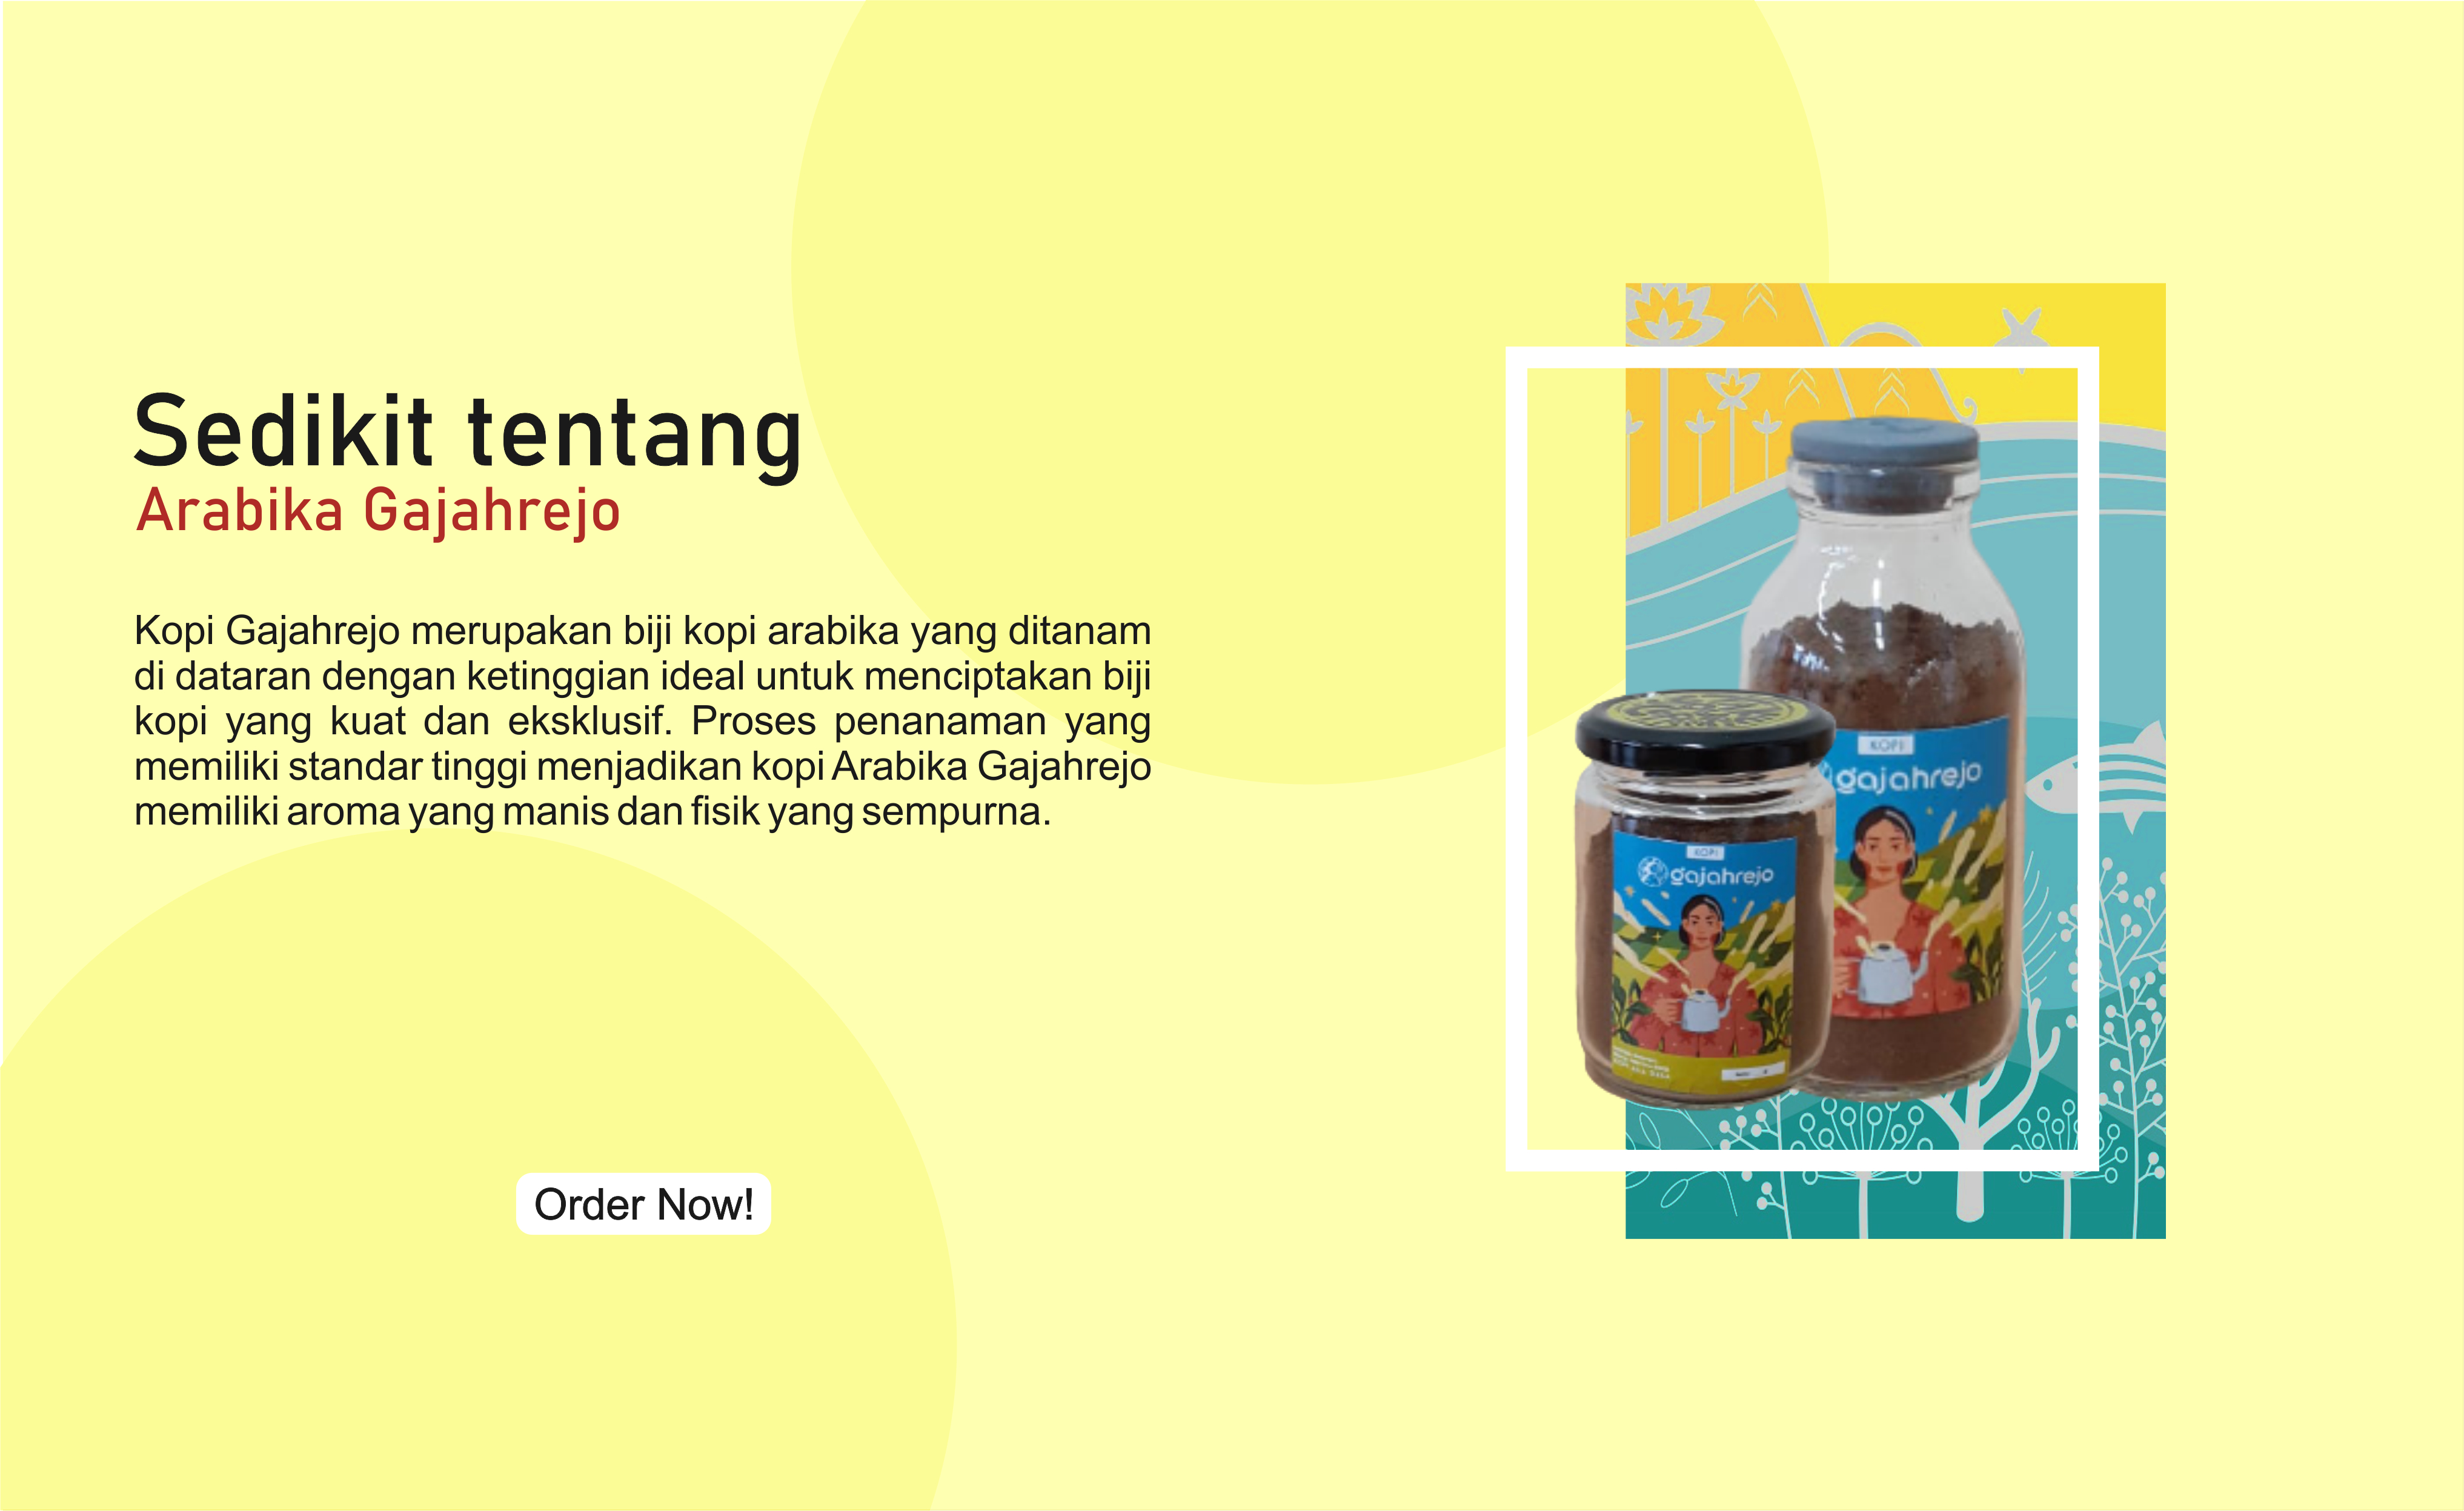 Sedikit tentang
Arabika Gajahrejo
Kopi Gajahrejo merupakan biji kopi arabika yang ditanam
di dataran dengan ketinggian ideal untuk menciptakan biji
kopi yang kuat dan eksklusif. Proses penanaman yang
memiliki standar tinggi menjadikan kopi Arabika Gajahrejo
memiliki aroma yang manis dan fisik yang sempurna.
Order Now!
KOPI
gajahrejo
KOPI
gajahrejo